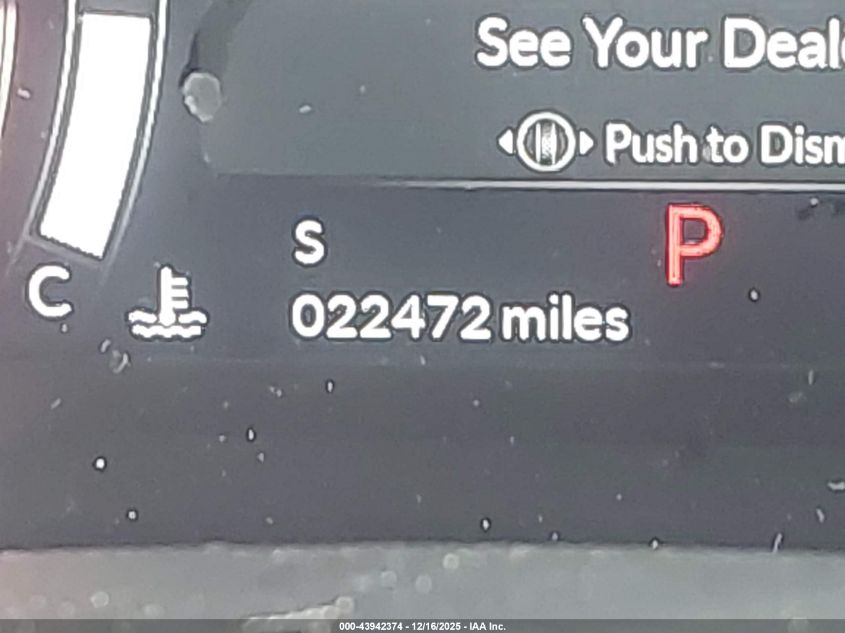 See Your Deal
Push to Dism
S
P
C
022472 miles
000-43942374 - 12/16/2025 - IAA Inc.